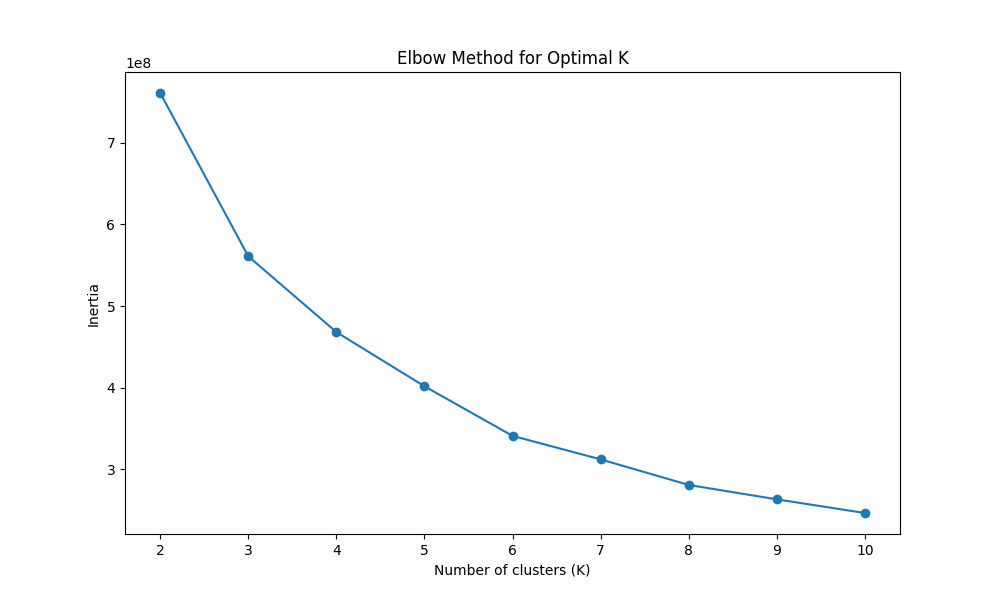 Elbow Method for Optimal K
1e8
7
6
5
4
3
Inertia
2 3 4 5 6 7 8 9 10
Number of clusters (K)